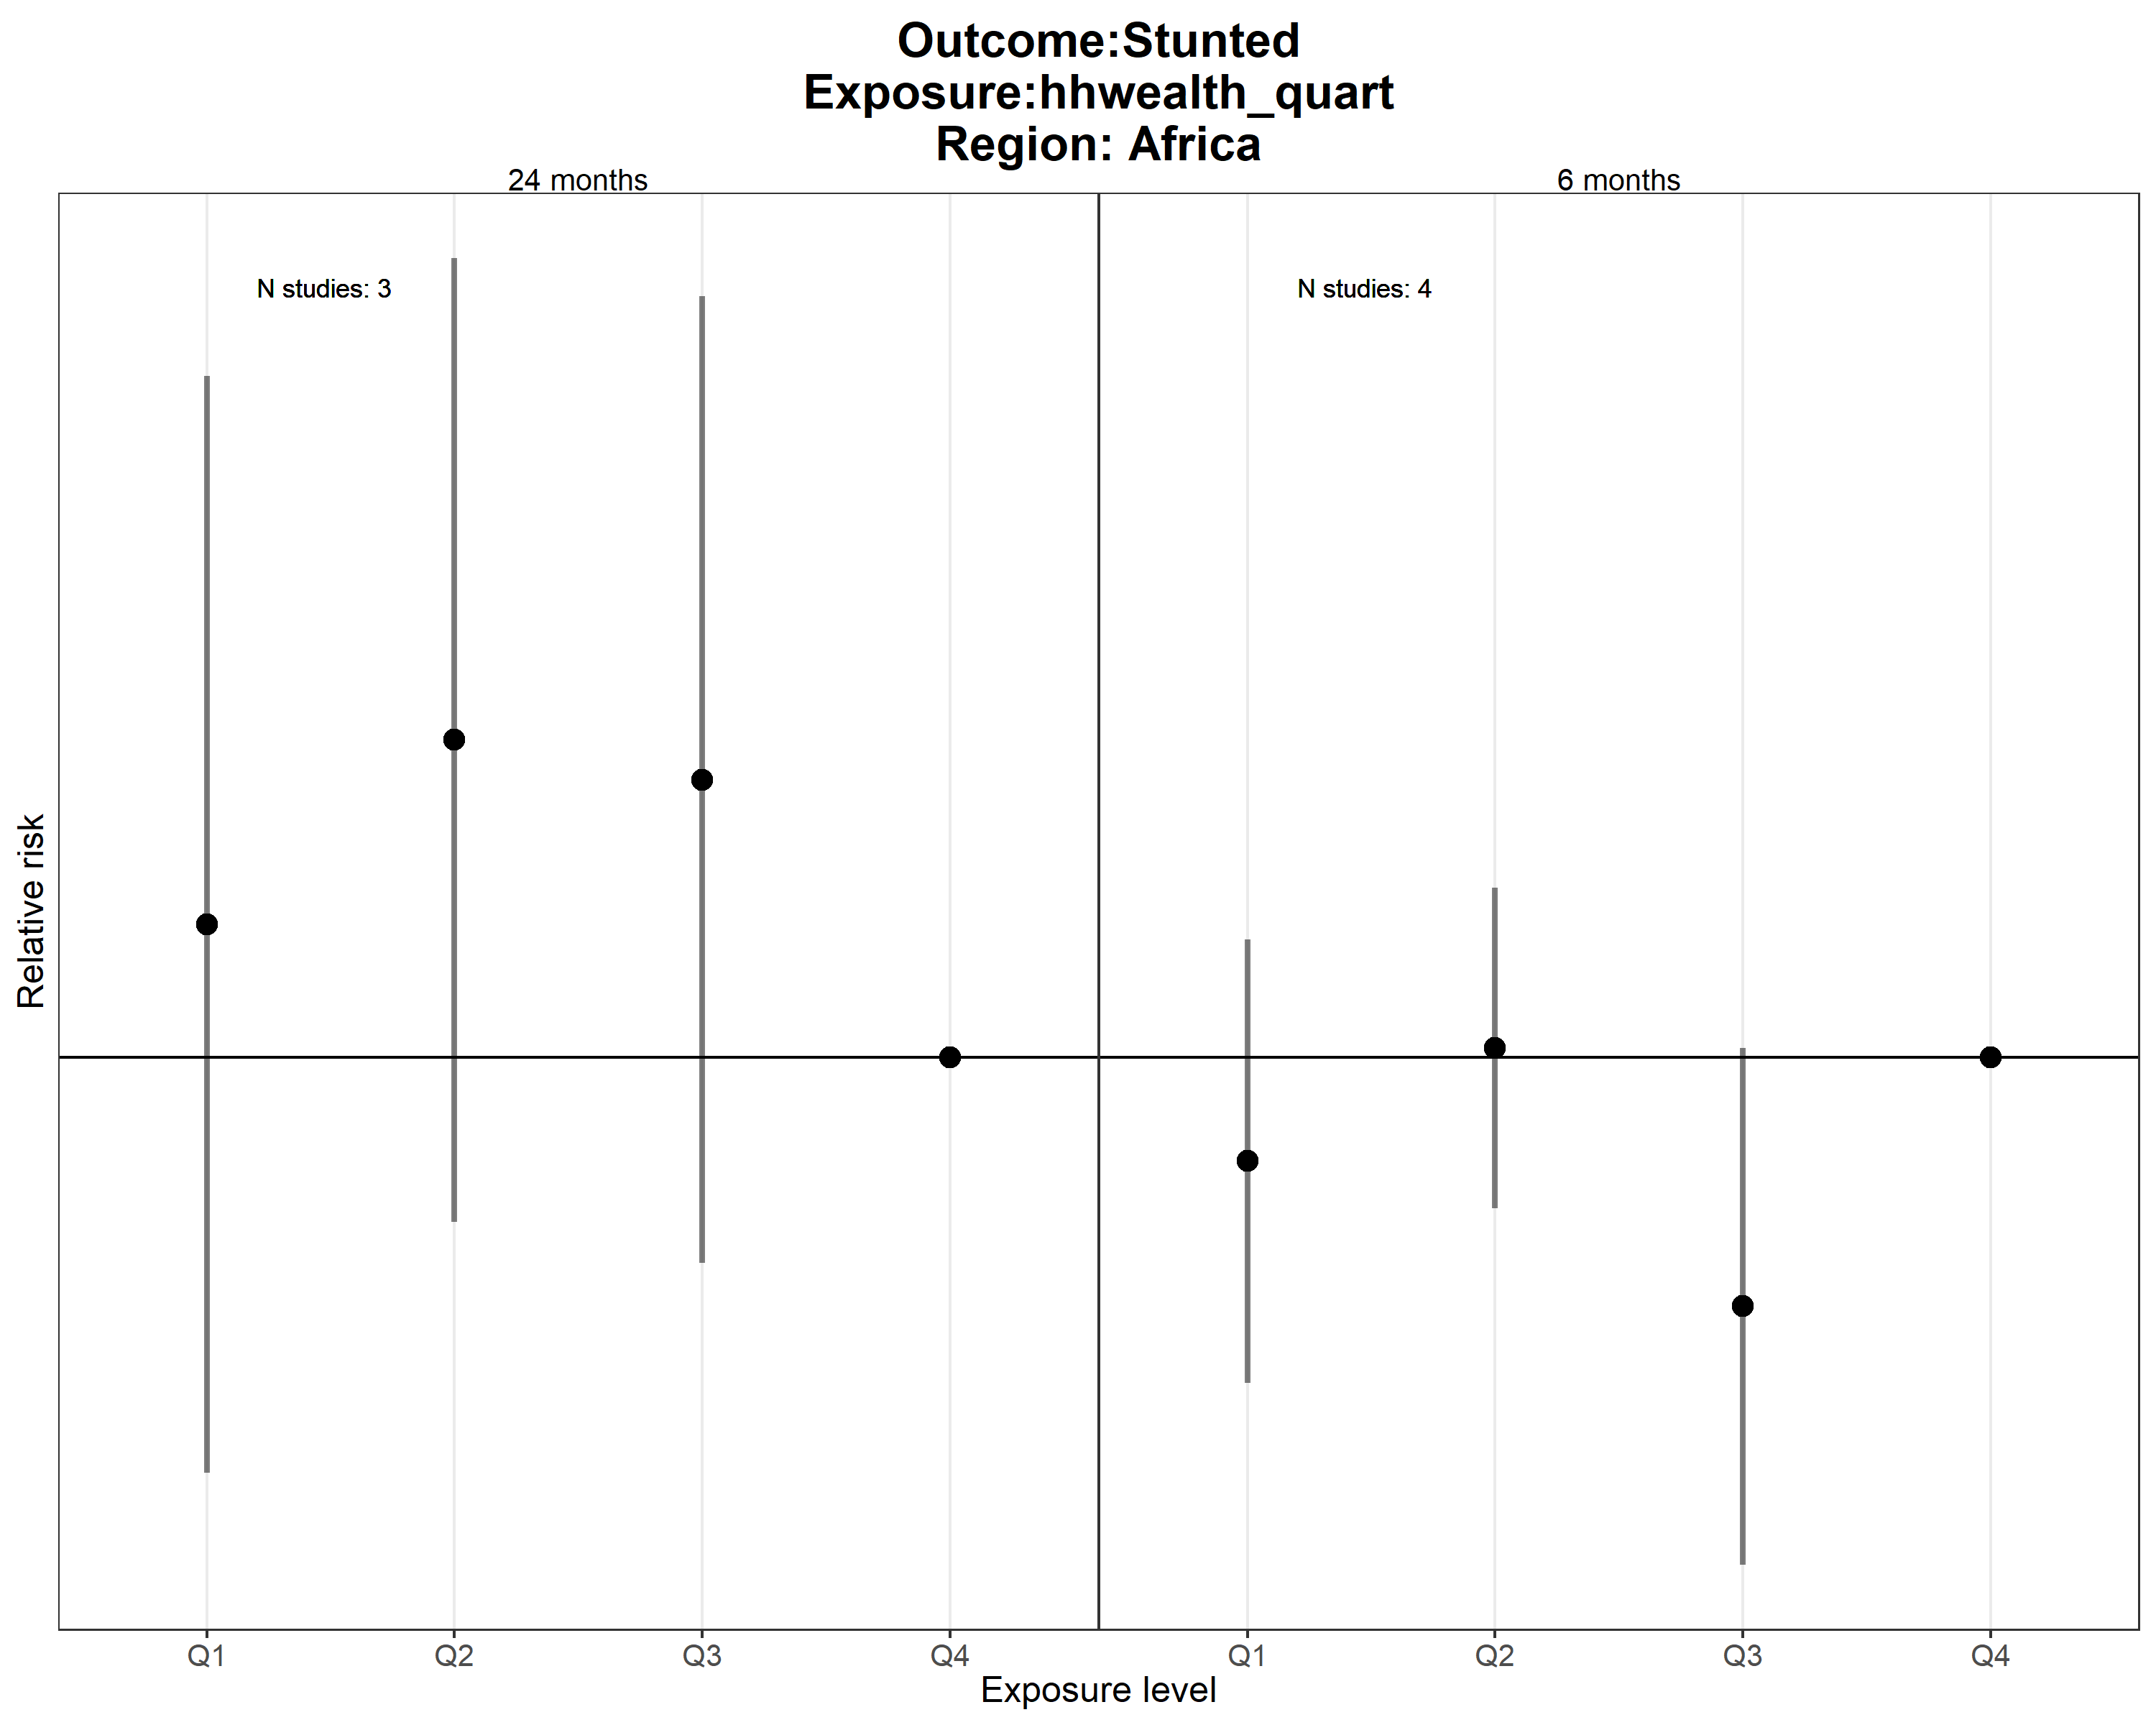 Outcome:Stunted
Exposure:hhwealth_quart
Region: Africa
24 months
6 months
N studies: 3
N studies: 4
Relative risk
Q1 Q2 Q3 Q4 Q1 Q2 Q3 Q4
Exposure level